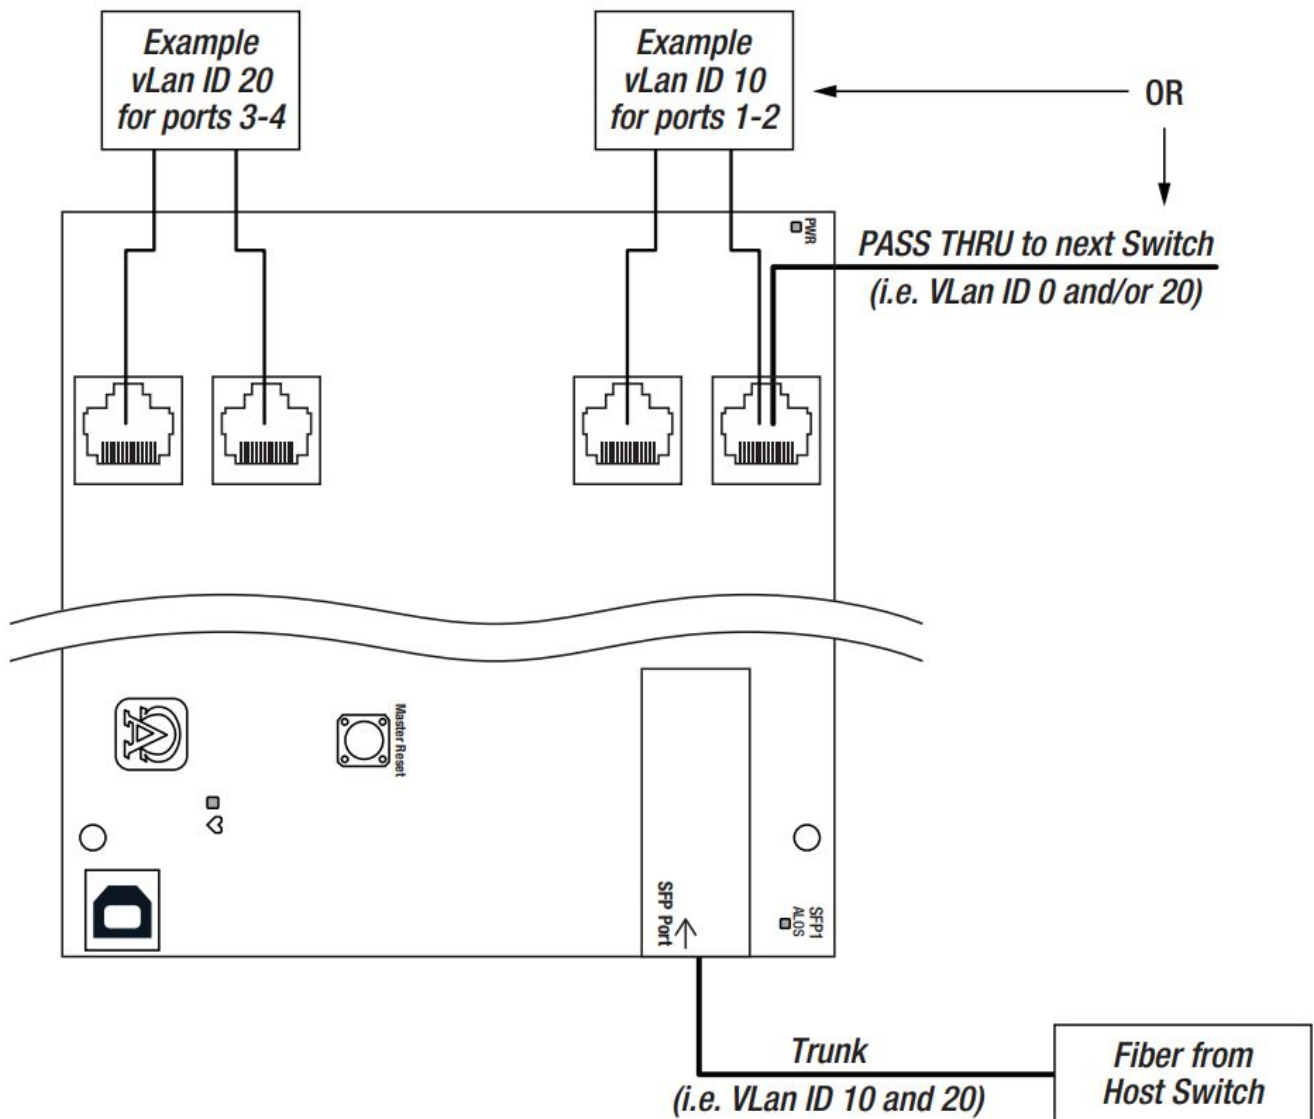 Example
vLan ID 20
for ports 3-4
Example
vLan ID 10
for ports 1-2
OR
PWR
PASS THRU to next Switch
(i.e. VLan ID 0 and/or 20)
Master Reset
SFP Port
SFP1
ALOS
Trunk
(i.e. VLan ID 10 and 20)
Fiber from
Host Switch